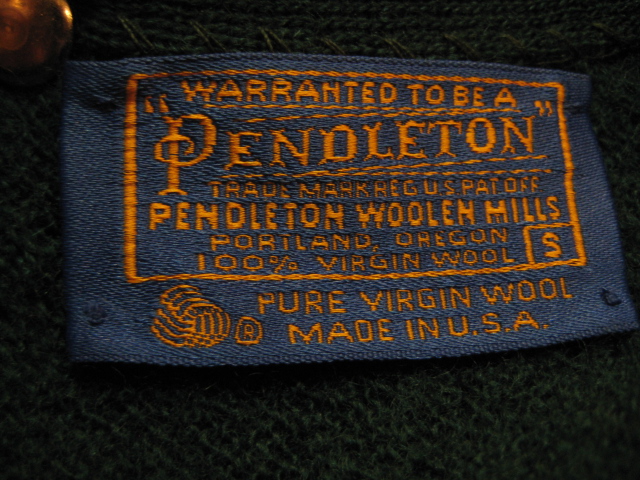 WARRANTED TO BE A
"PENDLETON"
TRADE MARK REG U S PAT OFF
PENDLETON WOOLEN MILLS
PORTLAND, OREGON
100% VIRGIN WOOL S
PURE VIRGIN WOOL
® MADE IN U.S.A.